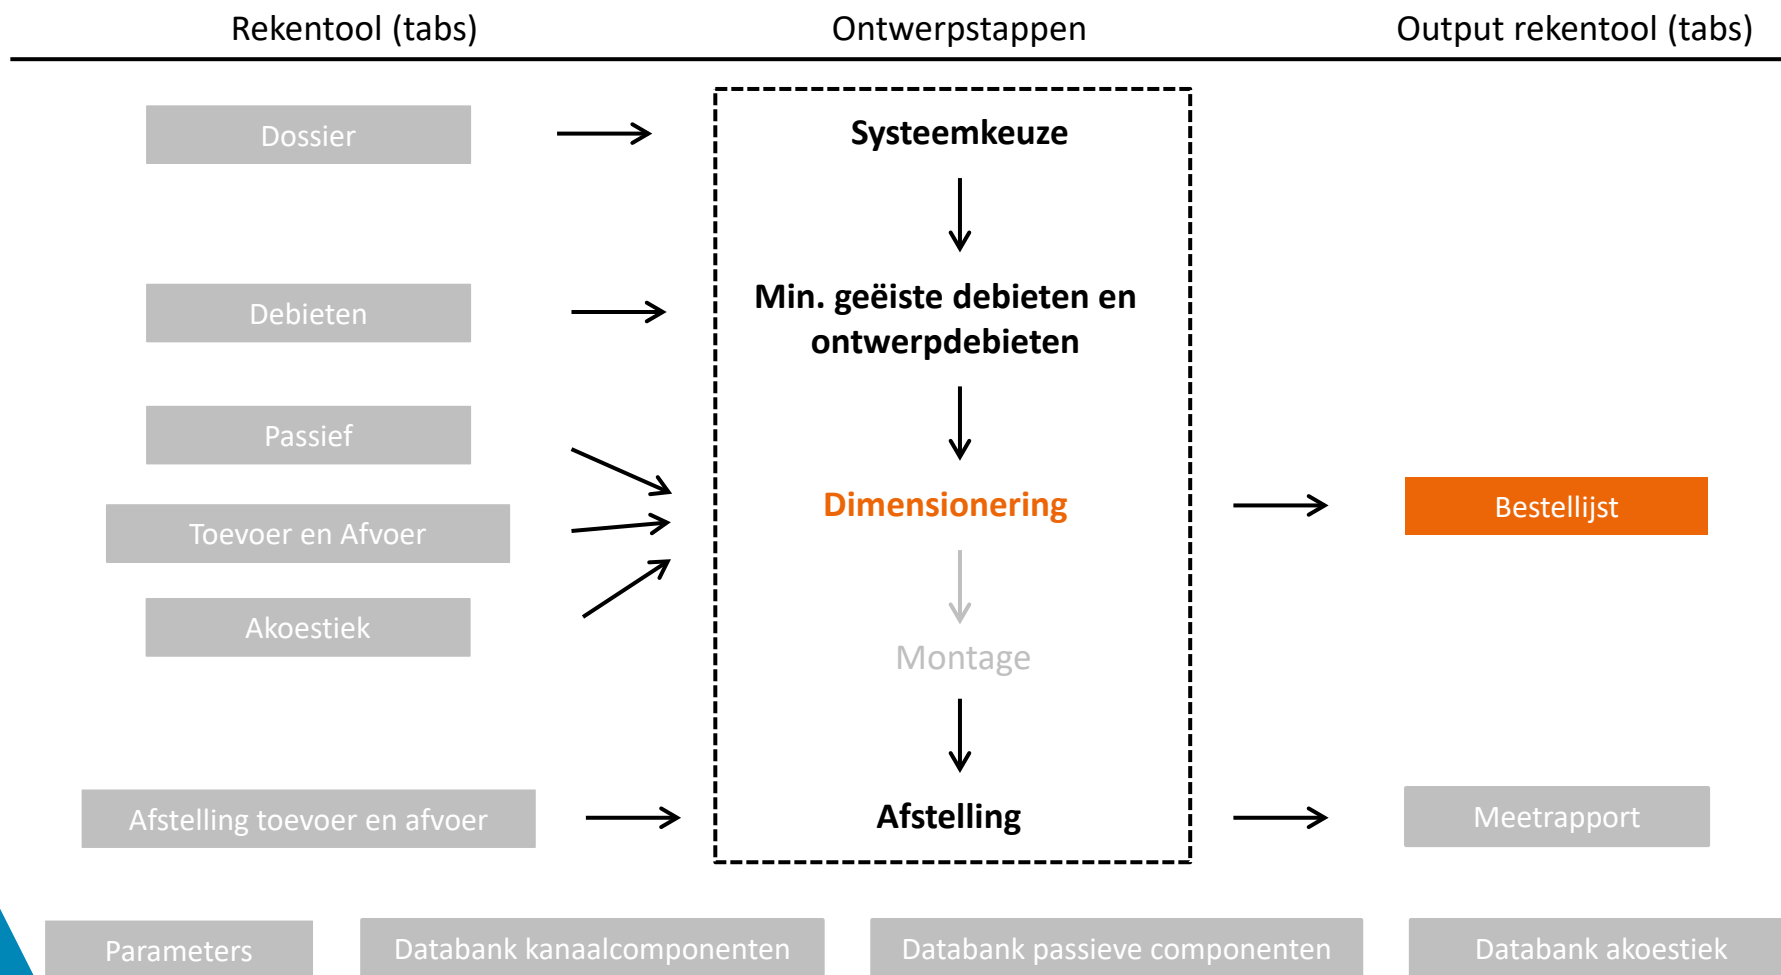 Rekentool (tabs)
Ontwerpstappen
Output rekentool (tabs)
Dossier
Systeemkeuze
Debieten
Min. geëiste debieten en
ontwerpdebieten
Passief
Toevoer en Afvoer
Akoestiek
Dimensionering
Bestellijst
Montage
Afstelling toevoer en afvoer
Afstelling
Meetrapport
Parameters
Databank kanaalcomponenten
Databank passieve componenten
Databank akoestiek